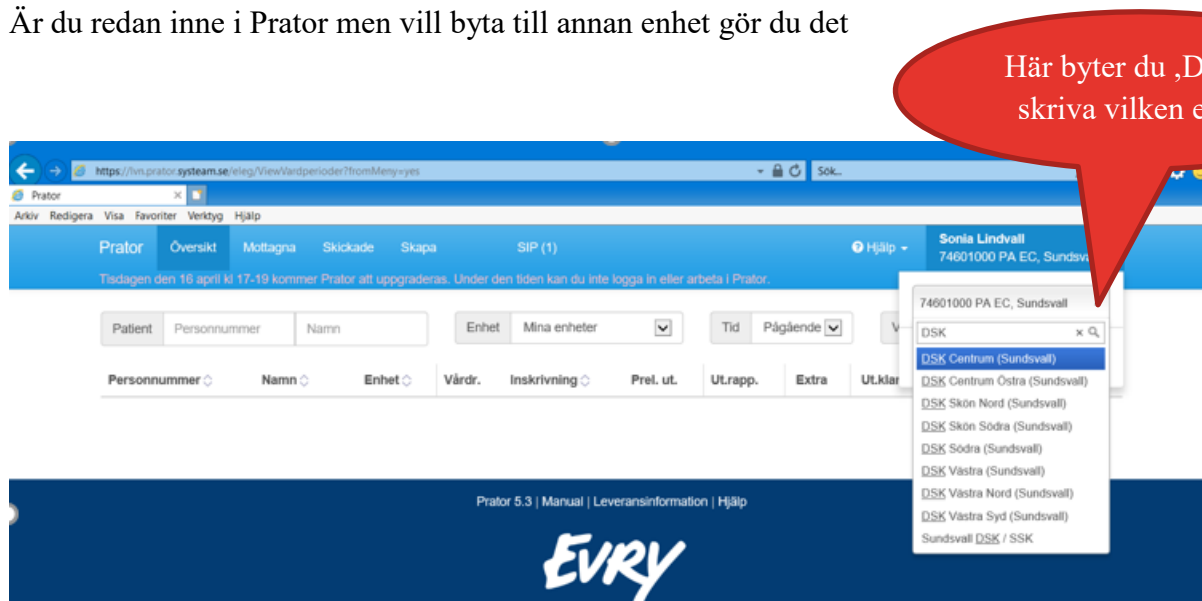 Är du redan inne i Prator men vill byta till annan enhet gör du det
Här byter du ,D
skriva vilken e
https://lvn.prator.systeam.se/eleg/ViewVardperioder?fromMeny=yes
Sök...
Prator
Arkiv Redigera Visa Favoriter Verktyg Hjälp
Prator Översikt Mottagna Skickade Skapa SIP (1) Hjälp
Sonia Lindvall
74601000 PA EC, Sundsva
Tisdagen den 16 april kl 17-19 kommer Prator att uppgraderas. Under den tiden kan du inte logga in eller arbeta i Prator.
74601000 PA EC, Sundsvall
Patient Personnummer Namn Enhet Mina enheter Tid Pågående V
DSK
Personnummer Namn Enhet Vårdr. Inskrivning Prel. ut. Ut.rapp. Extra Ut.klar
DSK Centrum (Sundsvall)
DSK Centrum Östra (Sundsvall)
DSK Skön Nord (Sundsvall)
DSK Skön Södra (Sundsvall)
DSK Södra (Sundsvall)
DSK Västra (Sundsvall)
DSK Västra Nord (Sundsvall)
DSK Västra Syd (Sundsvall)
Sundsvall DSK / SSK
Prator 5.3 | Manual | Leveransinformation | Hjälp
EVRY